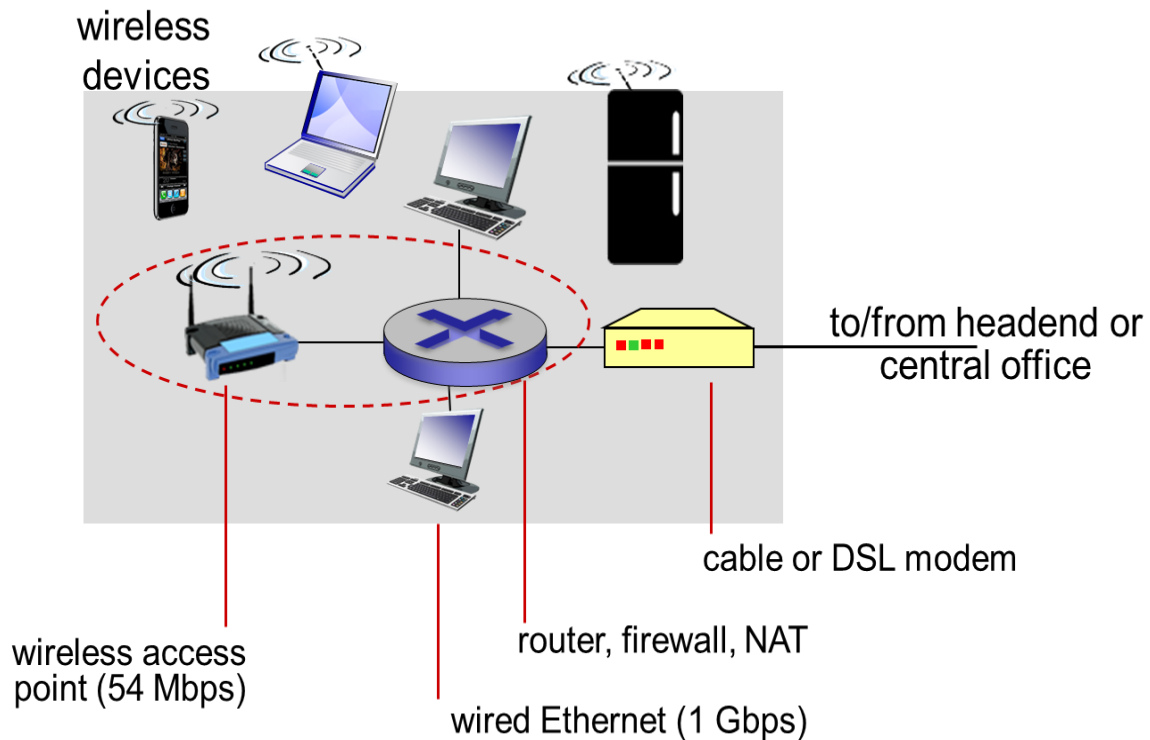 wireless
devices
to/from headend or
central office
cable or DSL modem
router, firewall, NAT
wireless access
point (54 Mbps)
wired Ethernet (1 Gbps)